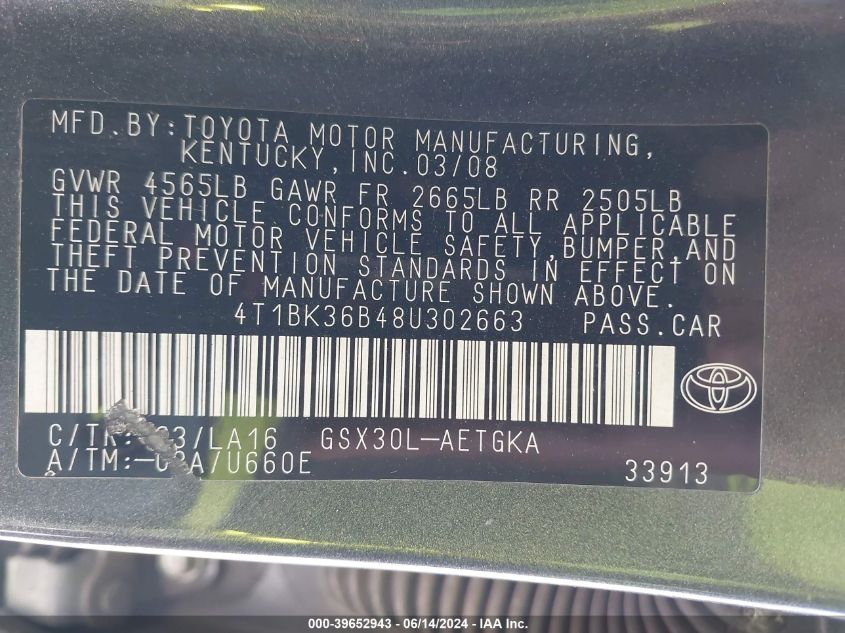 MFD.BY:TOYOTA MOTOR MANUFACTURING,
KENTUCKY,INC.03/08
GVWR 4565LB GAWR FR 2665LB RR 2505LB
THIS VEHICLE CONFORMS TO ALL APPLICABLE
FEDERAL MOTOR VEHICLE SAFETY,BUMPER,AND
THEFT PREVENTION STANDARDS IN EFFECT ON
THE DATE OF MANUFACTURE SHOWN ABOVE.
4T1BK36B48U302663 PASS.CAR
/LA16 GSX30L-AETGKA
A/TM: U660E
33913
000-39652943 / 06/14/2024 - IAA Inc.